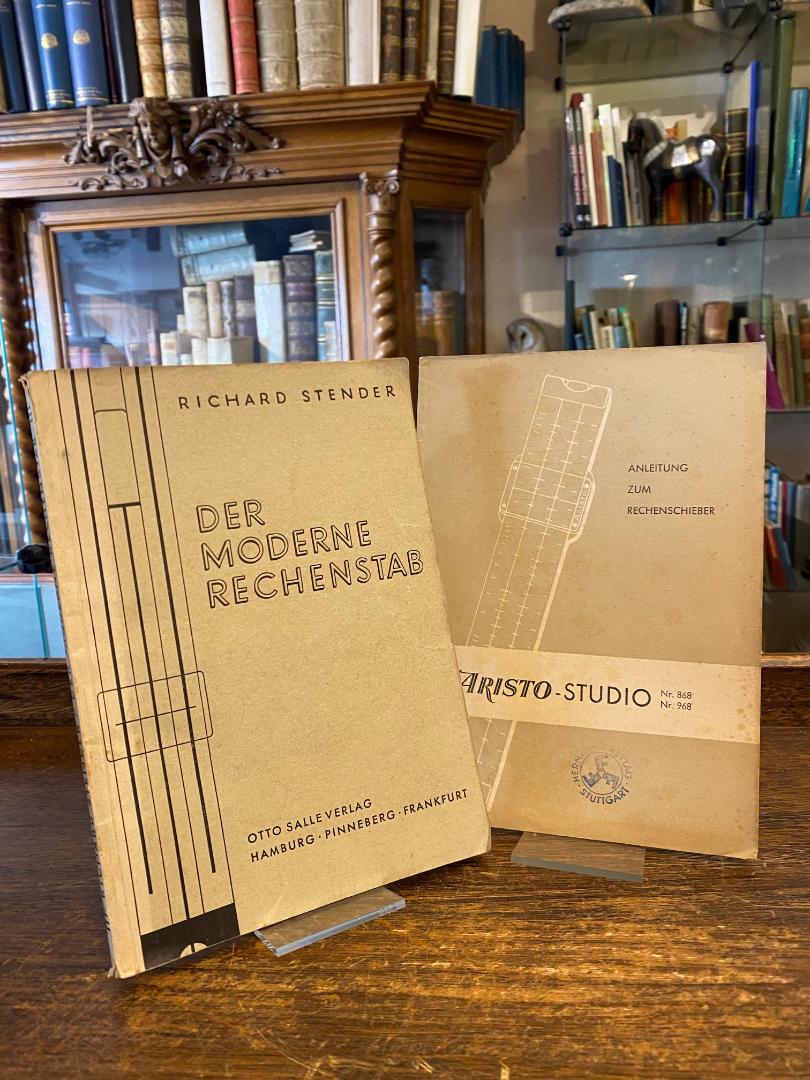 RICHARD STENDER
DER
MODERNE
RECHENSTAB
OTTO SALLE VERLAG
HAMBURG · PINNEBERG · FRANKFURT
ANLEITUNG
ZUM
RECHENSCHIEBER
ARISTO-STUDIO
Nr. 868
Nr. 968
STUTTGART